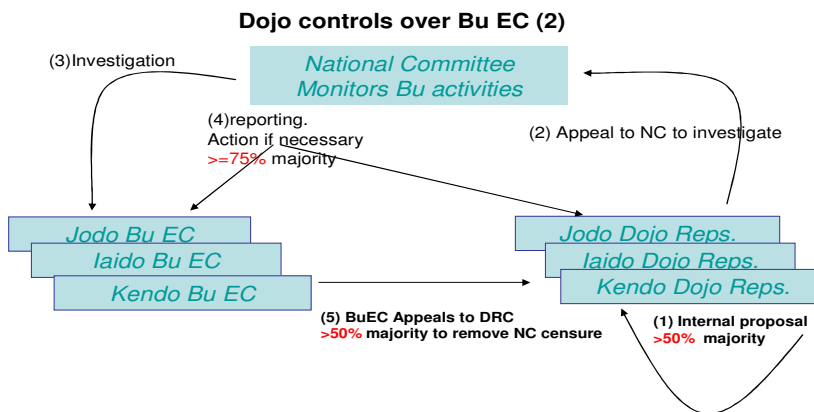 Dojo controls over Bu EC (2)
(3)Investigation
National Committee
Monitors Bu activities
(4)reporting.
Action if necessary
>=75% majority
(2) Appeal to NC to investigate
Jodo Bu EC
Iaido Bu EC
Kendo Bu EC
Jodo Dojo Reps.
Iaido Dojo Reps.
Kendo Dojo Reps.
(5) BuEC Appeals to DRC
>50% majority to remove NC censure
(1) Internal proposal
>50% majority